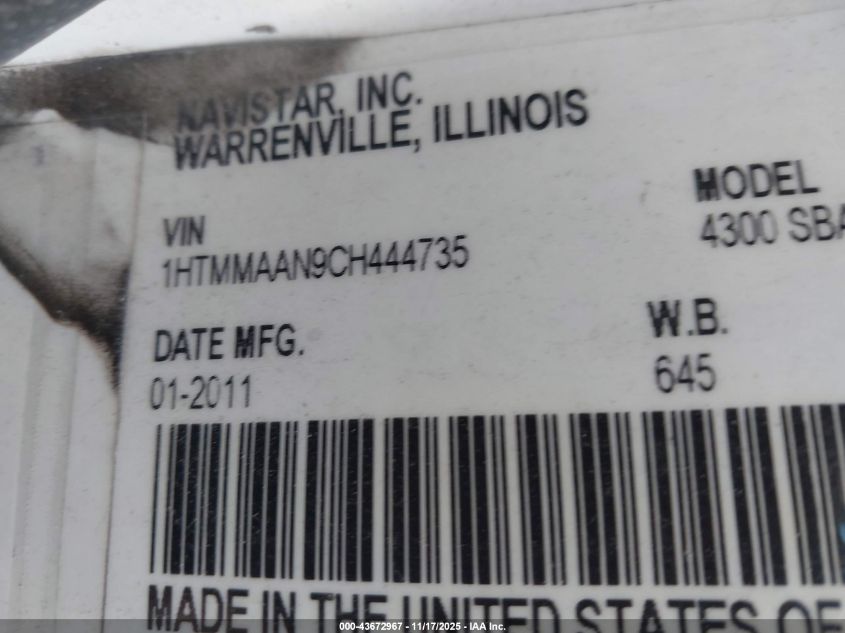 NAVISTAR, INC.
WARRENVILLE, ILLINOIS
MODEL
4300 SBA
VIN
1HTMMAAN9CH444735
W.B.
645
DATE MFG.
01-2011
MADE IN THE UNITED STATES OF
000-43672967 - 11/17/2025 - IAA Inc.